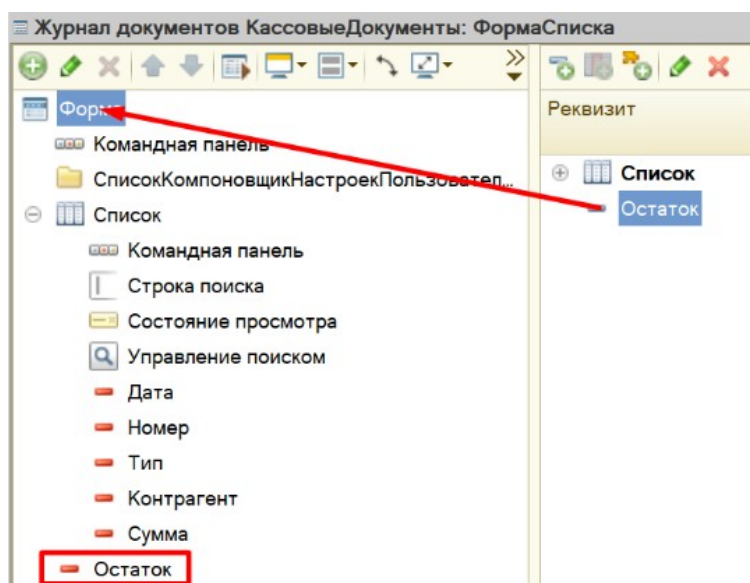 Журнал документов КассовыеДокументы: ФормаСписка
Форма
Командная панель
СписокКомпоновщикНастроекПользовател...
Список
Командная панель
Строка поиска
Состояние просмотра
Управление поиском
Дата
Номер
Тип
Контрагент
Сумма
Остаток
Реквизит
Список
Остаток